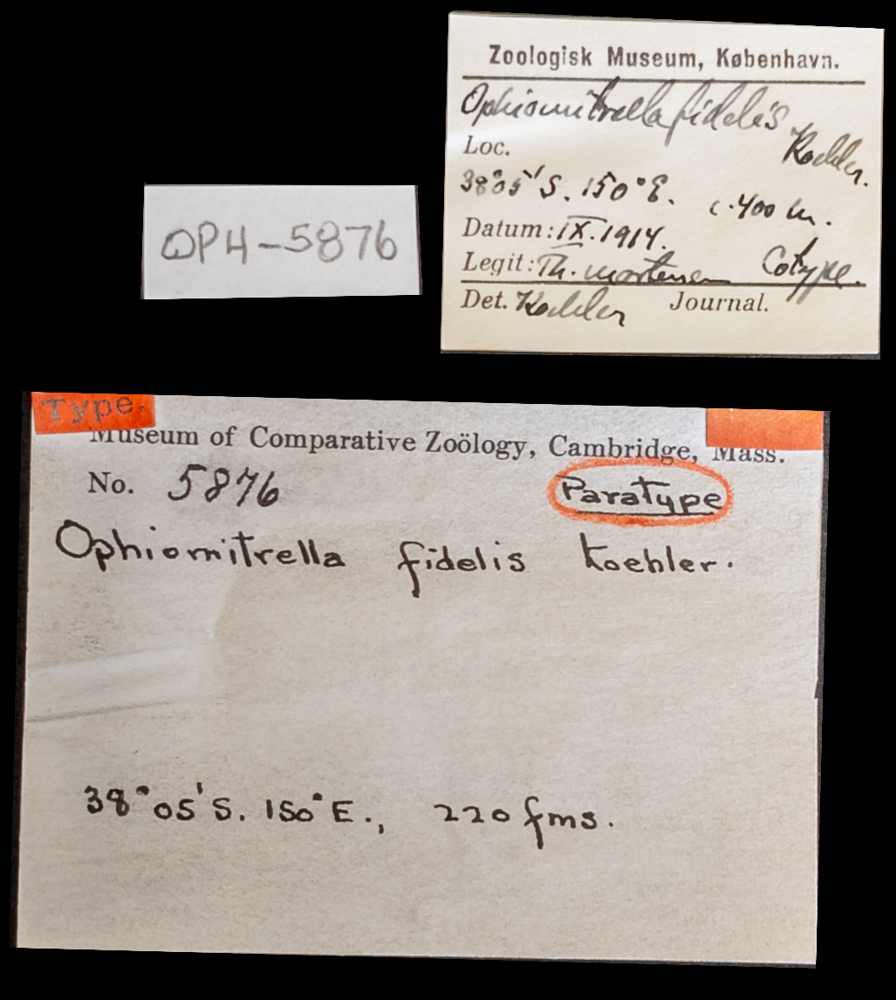 Zoologisk Museum, København.
Ophiomitrella fidelis
Koehler.
Loc.
38°05' S. 150° E. c. 400 m.
Datum: IX. 1914.
Legit: Th. Mortensen Cotype.
Det. Koehler Journal.
OPH-5876
Type.
Museum of Comparative Zoölogy, Cambridge, Mass.
No. 5876 Paratype
Ophiomitrella fidelis Koehler.
38°05' S. 150° E., 220 fms.